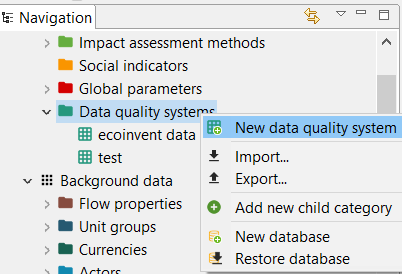 Navigation
Impact assessment methods
Social indicators
Global parameters
Data quality systems
ecoinvent data
test
Background data
Flow properties
Unit groups
Currencies
Actors
New data quality system
Import...
Export...
Add new child category
New database
Restore database